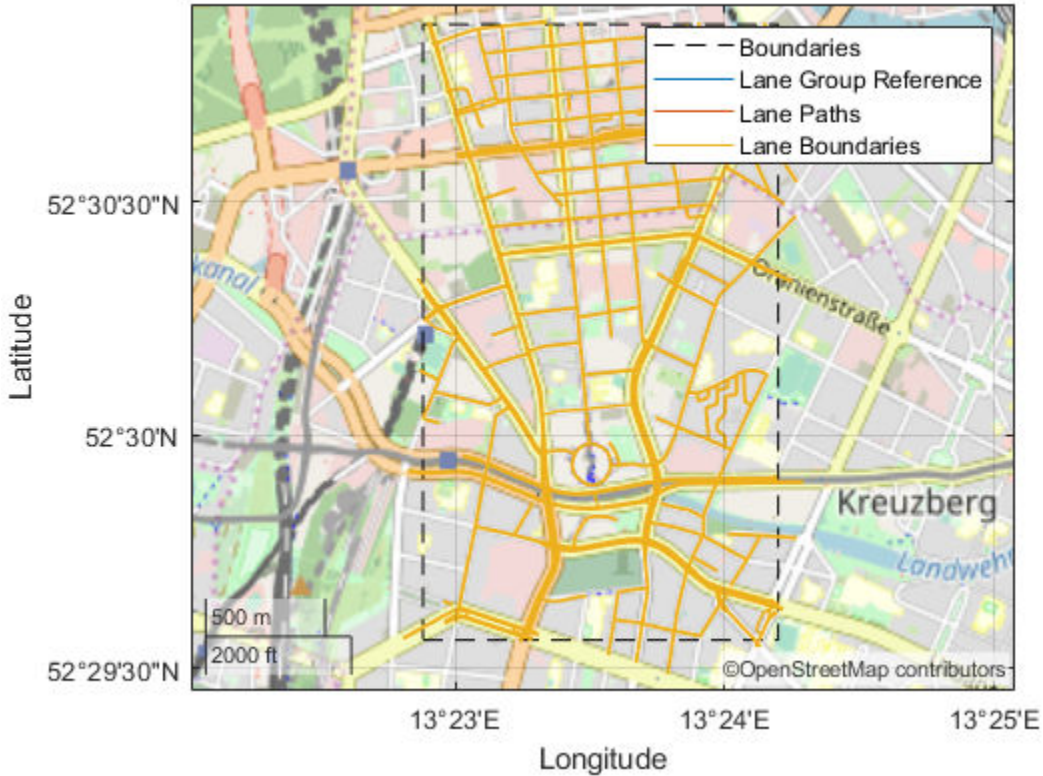 Boundaries
Lane Group Reference
Lane Paths
Lane Boundaries
52°30'30"N
52°30'N
52°29'30"N
Latitude
kanal
Oranienstraße
Kreuzberg
Landwehr
500 m
2000 ft
©OpenStreetMap contributors
13°23'E
13°24'E
13°25'E
Longitude